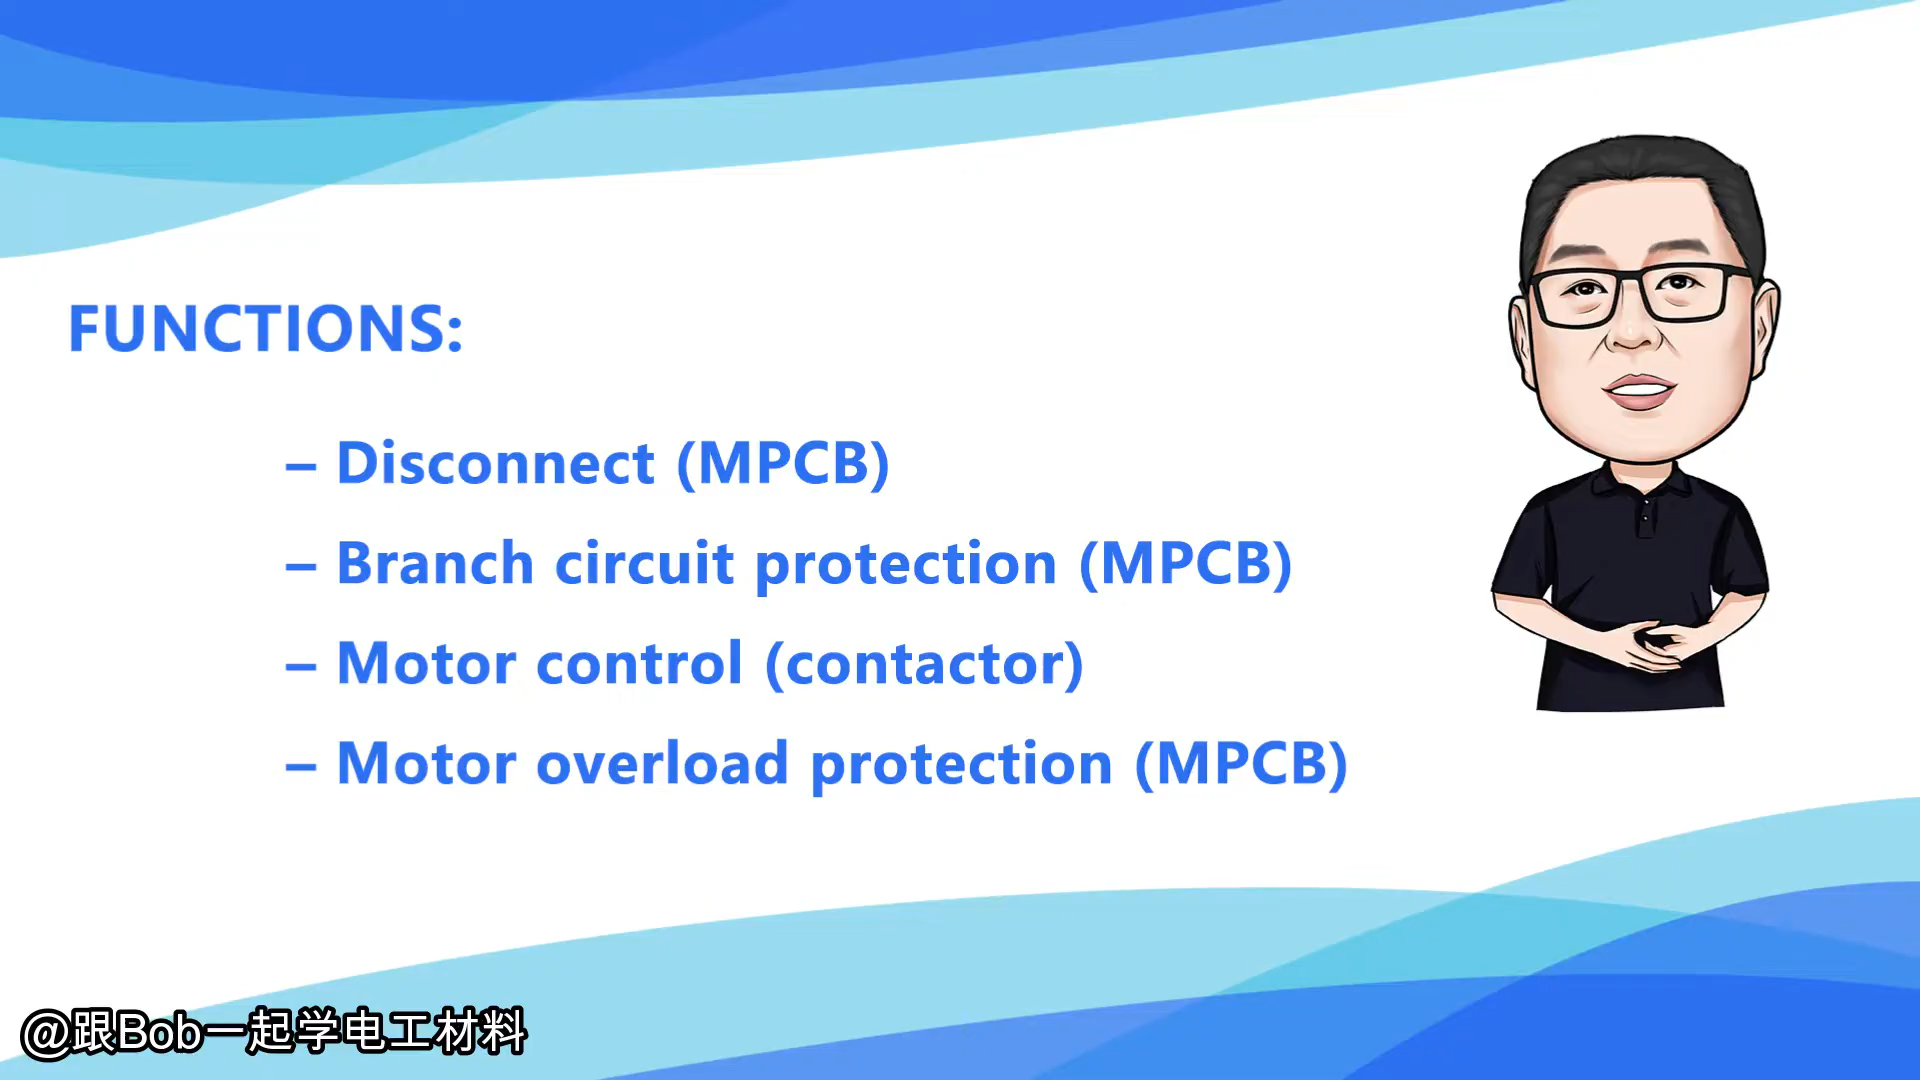 FUNCTIONS:
– Disconnect (MPCB)
– Branch circuit protection (MPCB)
– Motor control (contactor)
– Motor overload protection (MPCB)
@跟Bob一起学电工材料